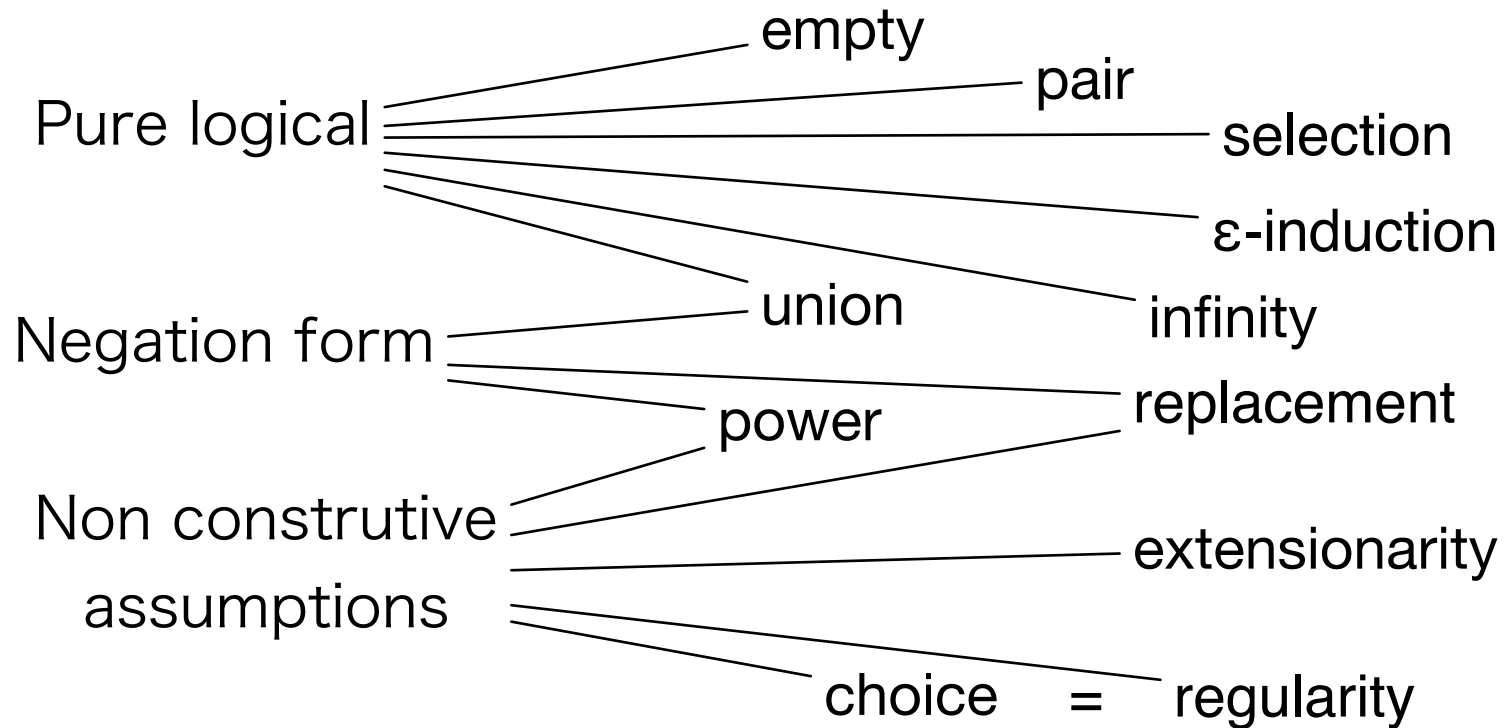 empty
pair
Pure logical
selection
ε-induction
union
infinity
Negation form
replacement
power
Non construtive
assumptions
extensionarity
choice = regularity